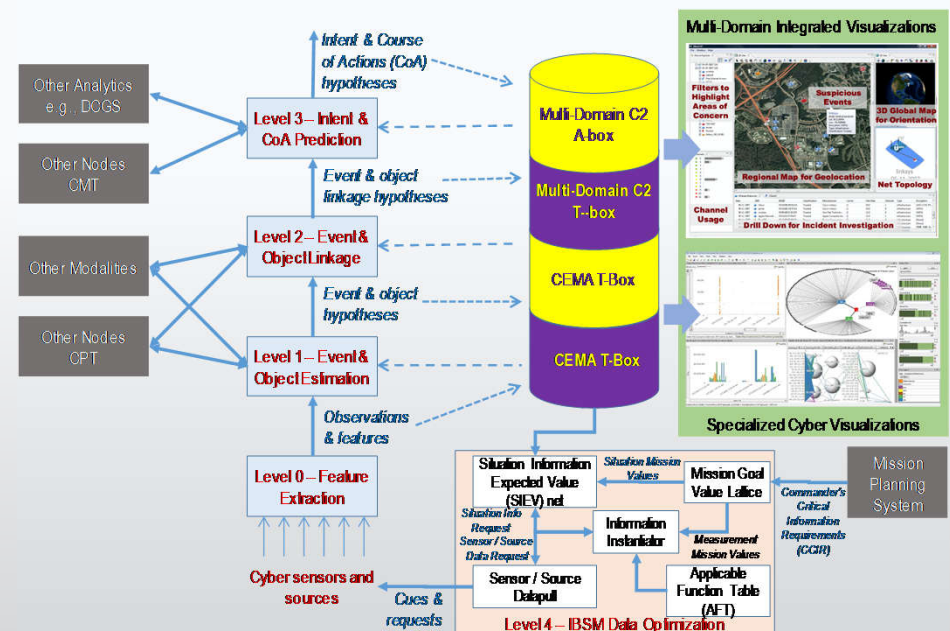 Multi-Domain Integrated Visualizations
Intent & Course
of Actions (CoA)
hypotheses
Other Analytics
e.g., DCGS
Level 3 – Intent &
CoA Prediction
Other Nodes
CMT
Event & object
linkage hypotheses
Level 2 – Event &
Object Linkage
Other Modalities
Event & object
hypotheses
Other Nodes
CPT
Level 1 – Event &
Object Estimation
Observations
& features
Level 0 – Feature
Extraction
Cyber sensors and
sources
Cues &
requests
Multi-Domain C2
A-box
Multi-Domain C2
T--box
CEMA T-Box
CEMA T-Box
Filters to
Highlight
Areas of
Concern
Suspicious
Events
3D Global Map
for Orientation
Regional Map for Geolocation
Net Topology
Channel
Usage
Drill Down for Incident Investigation
Specialized Cyber Visualizations
Situation Information
Expected Value
(SIEV) net
Situation Mission
Values
Mission Goal
Value Lattice
Mission
Planning
System
Commander's
Critical
Information
Requirements
(CCIR)
Situation Info
Request
Sensor / Source
Data Request
Information
Instantiator
Measurement
Mission Values
Sensor / Source
Datapull
Applicable
Function Table
(AFT)
Level 4 – IBSM Data Optimization